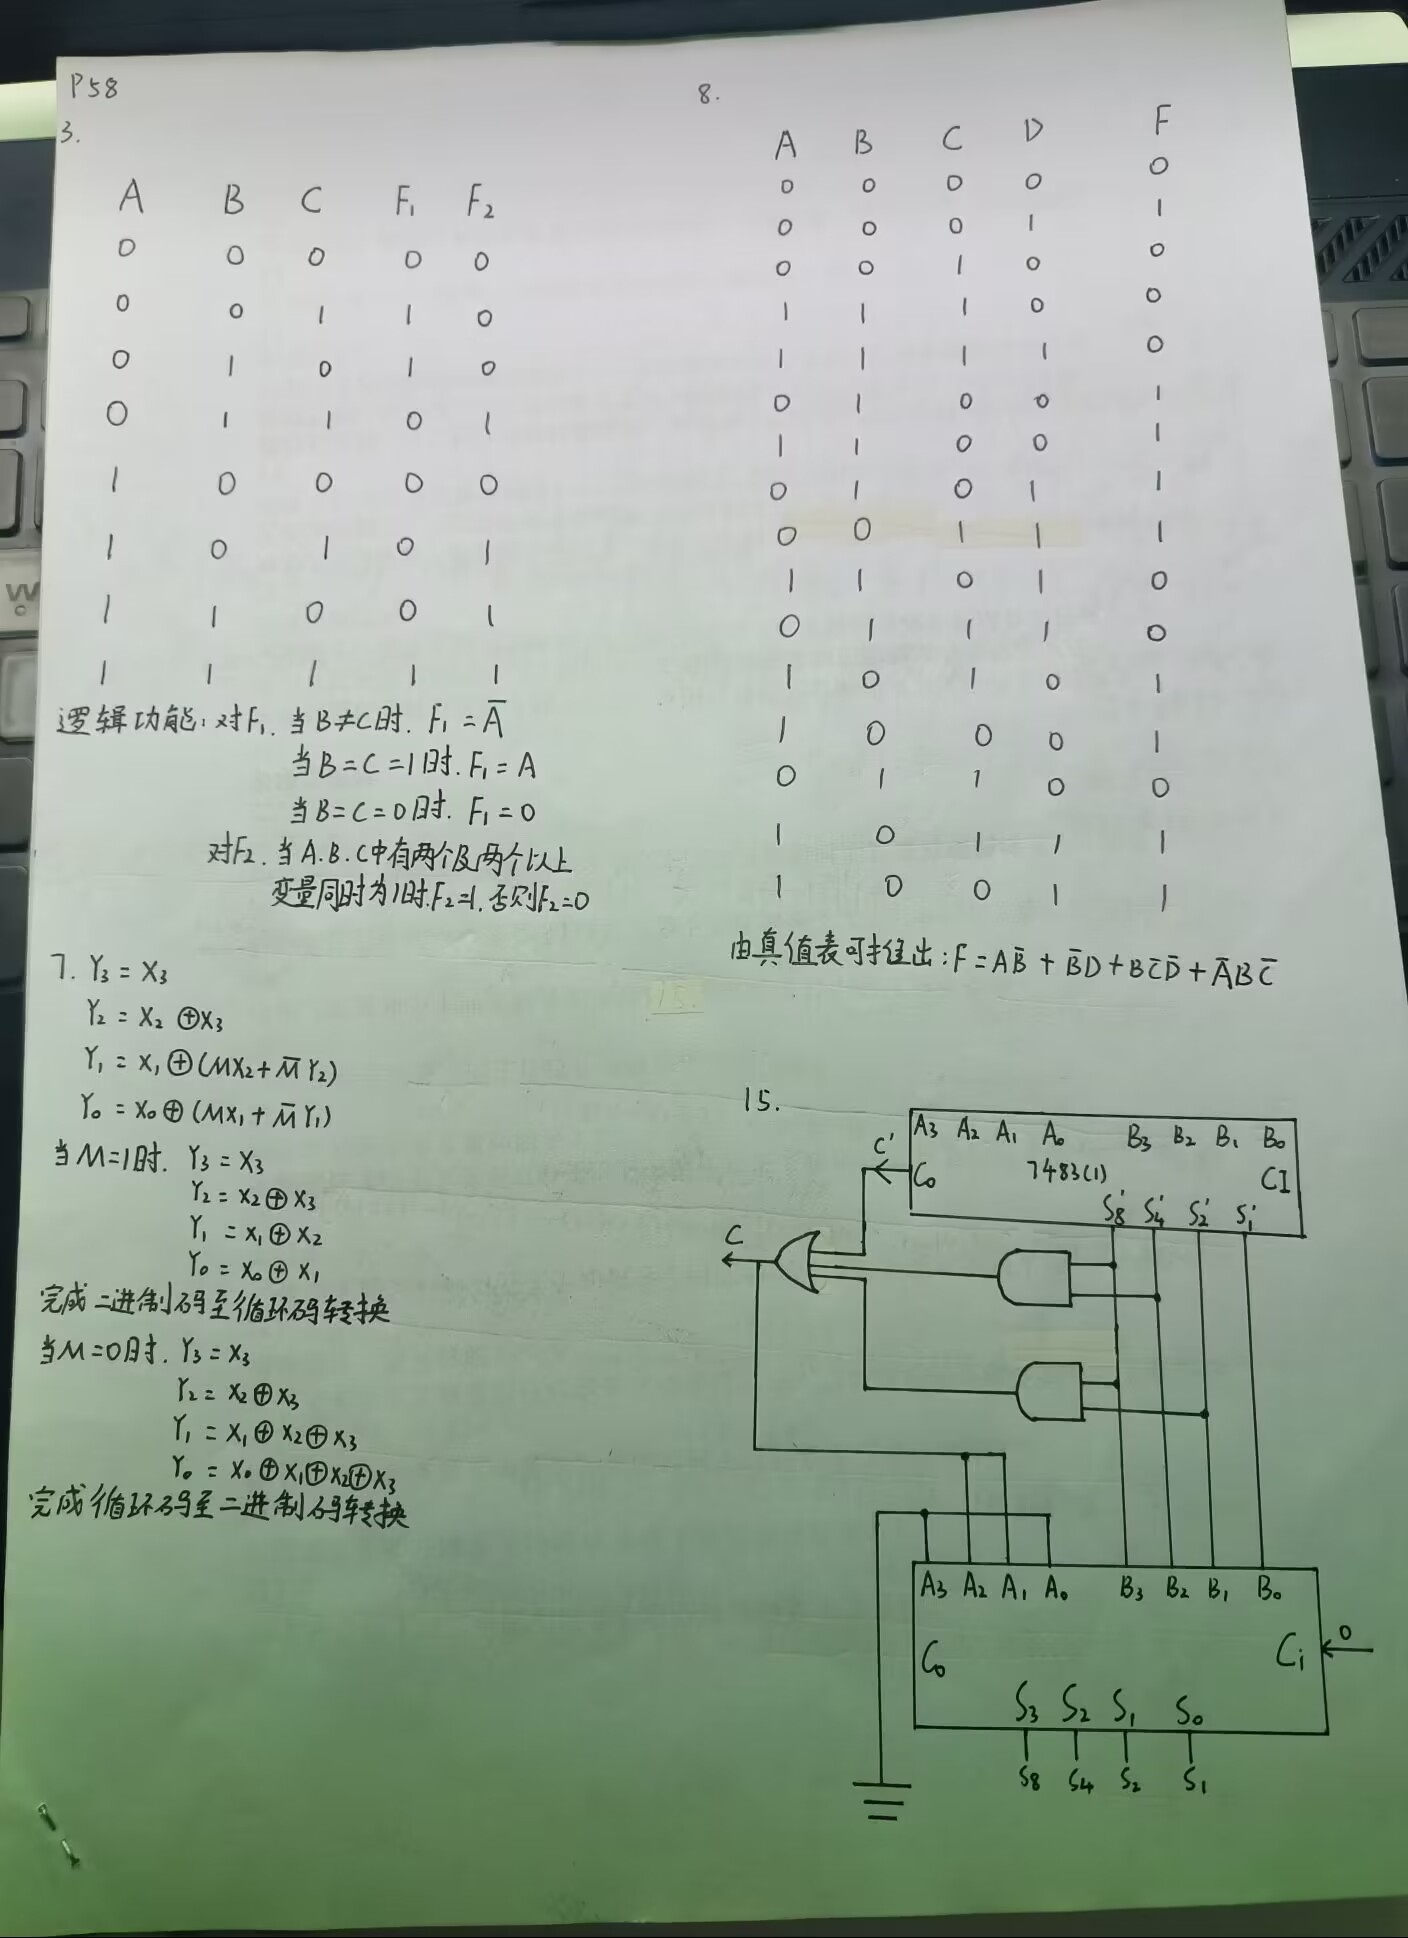 P58
3.
A B C F₁ F₂
0 0 0 0 0
0 0 1 1 0
0 1 0 1 0
0 1 1 0 1
1 0 0 0 0
1 0 1 0 1
1 1 0 0 1
1 1 1 1 1
逻辑功能:对F₁.当B≠C时.F₁=A̅
当B=C=1时.F₁=A
当B=C=0时.F₁=0
对F₂.当A.B.C中有两个及两个以上
变量同时为1时.F₂=1.否则F₂=0
7. Y₃=X₃
Y₂=X₂⊕X₃
Y₁=X₁⊕(MX₂+M̅Y₂)
Y₀=X₀⊕(MX₁+M̅Y₁)
当M=1时. Y₃=X₃
Y₂=X₂⊕X₃
Y₁=X₁⊕X₂
Y₀=X₀⊕X₁
完成二进制码至循环码转换
当M=0时. Y₃=X₃
Y₂=X₂⊕X₃
Y₁=X₁⊕X₂⊕X₃
Y₀=X₀⊕X₁⊕X₂⊕X₃
完成循环码至二进制码转换
8.
A B C D F
0 0 0 0 0
0 0 0 1 1
0 0 1 0 0
1 1 1 0 0
1 1 1 1 0
0 1 0 0 1
1 1 0 0 1
0 1 0 1 1
0 0 1 1 1
1 1 0 1 0
0 1 1 1 0
1 0 1 0 1
1 0 0 0 1
0 1 1 0 0
1 0 1 1 1
1 0 0 1 1
由真值表可推出:F=AB̅+B̅D+BC̅D̅+A̅BC̅
15.
A₃ A₂ A₁ A₀ B₃ B₂ B₁ B₀
C' C₀ 7483(1) CI
S₈' S₄' S₂' S₁'
C
A₃ A₂ A₁ A₀ B₃ B₂ B₁ B₀
C₀ Ci 0
S₃ S₂ S₁ S₀
S₈ S₄ S₂ S₁